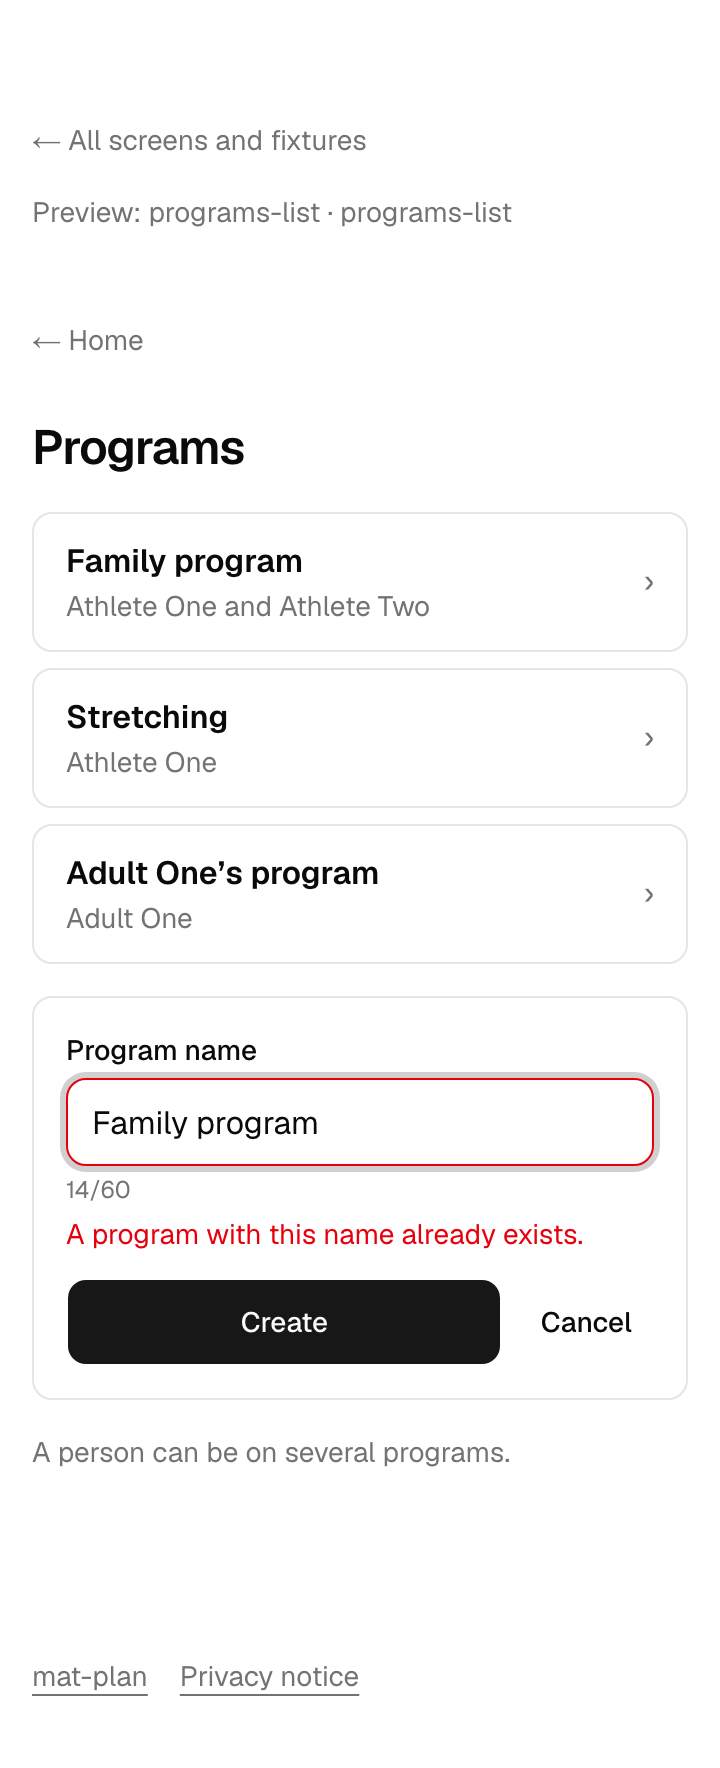 ← All screens and fixtures
Preview: programs-list · programs-list
← Home
Programs
Family program
Athlete One and Athlete Two
›
Stretching
Athlete One
›
Adult One’s program
Adult One
›
Program name
Family program
14/60
A program with this name already exists.
Create Cancel
A person can be on several programs.
mat-plan Privacy notice